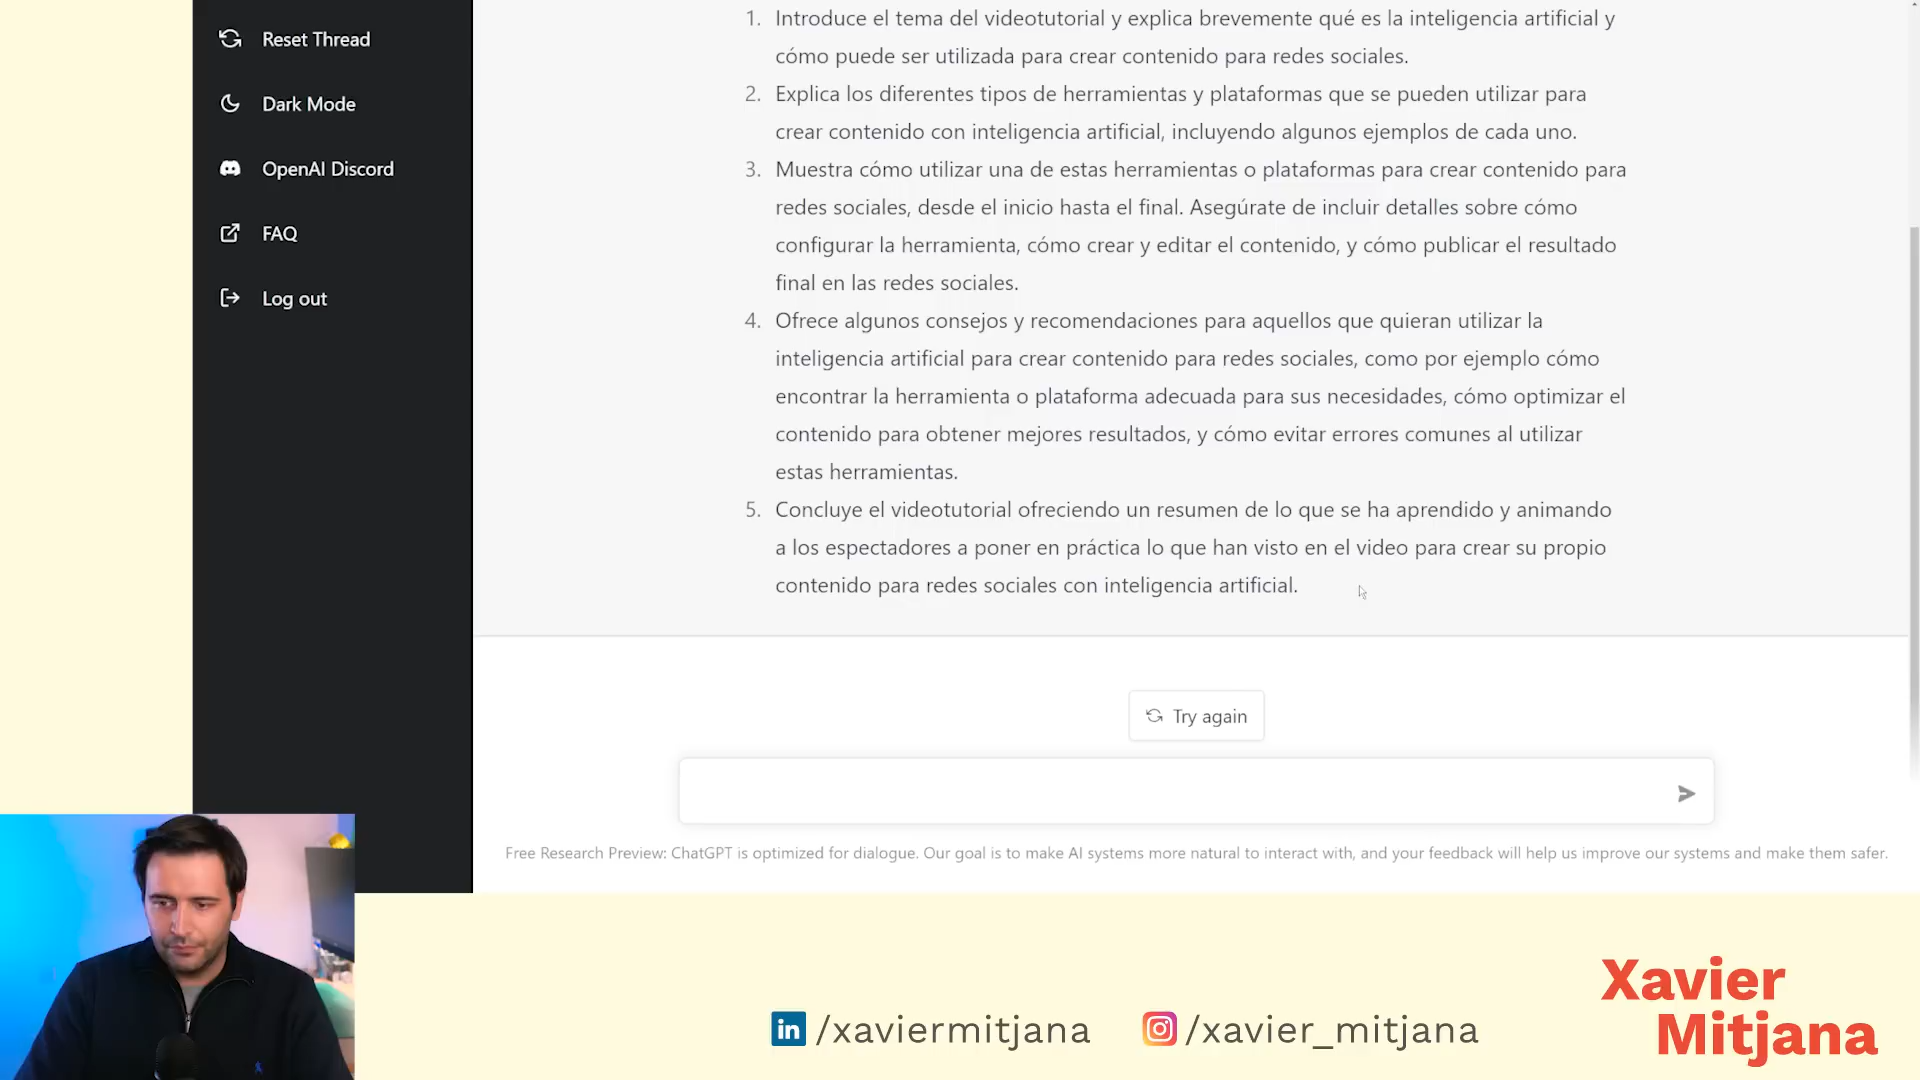 Reset Thread
Dark Mode
OpenAI Discord
FAQ
Log out
1. Introduce el tema del videotutorial y explica brevemente qué es la inteligencia artificial y
cómo puede ser utilizada para crear contenido para redes sociales.
2. Explica los diferentes tipos de herramientas y plataformas que se pueden utilizar para
crear contenido con inteligencia artificial, incluyendo algunos ejemplos de cada uno.
3. Muestra cómo utilizar una de estas herramientas o plataformas para crear contenido para
redes sociales, desde el inicio hasta el final. Asegúrate de incluir detalles sobre cómo
configurar la herramienta, cómo crear y editar el contenido, y cómo publicar el resultado
final en las redes sociales.
4. Ofrece algunos consejos y recomendaciones para aquellos que quieran utilizar la
inteligencia artificial para crear contenido para redes sociales, como por ejemplo cómo
encontrar la herramienta o plataforma adecuada para sus necesidades, cómo optimizar el
contenido para obtener mejores resultados, y cómo evitar errores comunes al utilizar
estas herramientas.
5. Concluye el videotutorial ofreciendo un resumen de lo que se ha aprendido y animando
a los espectadores a poner en práctica lo que han visto en el video para crear su propio
contenido para redes sociales con inteligencia artificial.
Try again
Free Research Preview: ChatGPT is optimized for dialogue. Our goal is to make AI systems more natural to interact with, and your feedback will help us improve our systems and make them safer.
in /xaviermitjana
/xavier_mitjana
Xavier
Mitjana